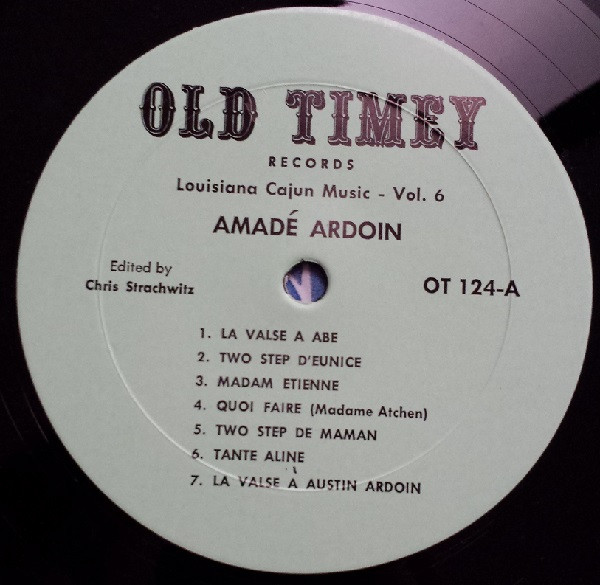 OLD TIMEY
RECORDS
Louisiana Cajun Music - Vol. 6
AMADÉ ARDOIN
Edited by
Chris Strachwitz
OT 124-A
1. LA VALSE A ABE
2. TWO STEP D'EUNICE
3. MADAM ETIENNE
4. QUOI FAIRE (Madame Atchen)
5. TWO STEP DE MAMAN
6. TANTE ALINE
7. LA VALSE À AUSTIN ARDOIN